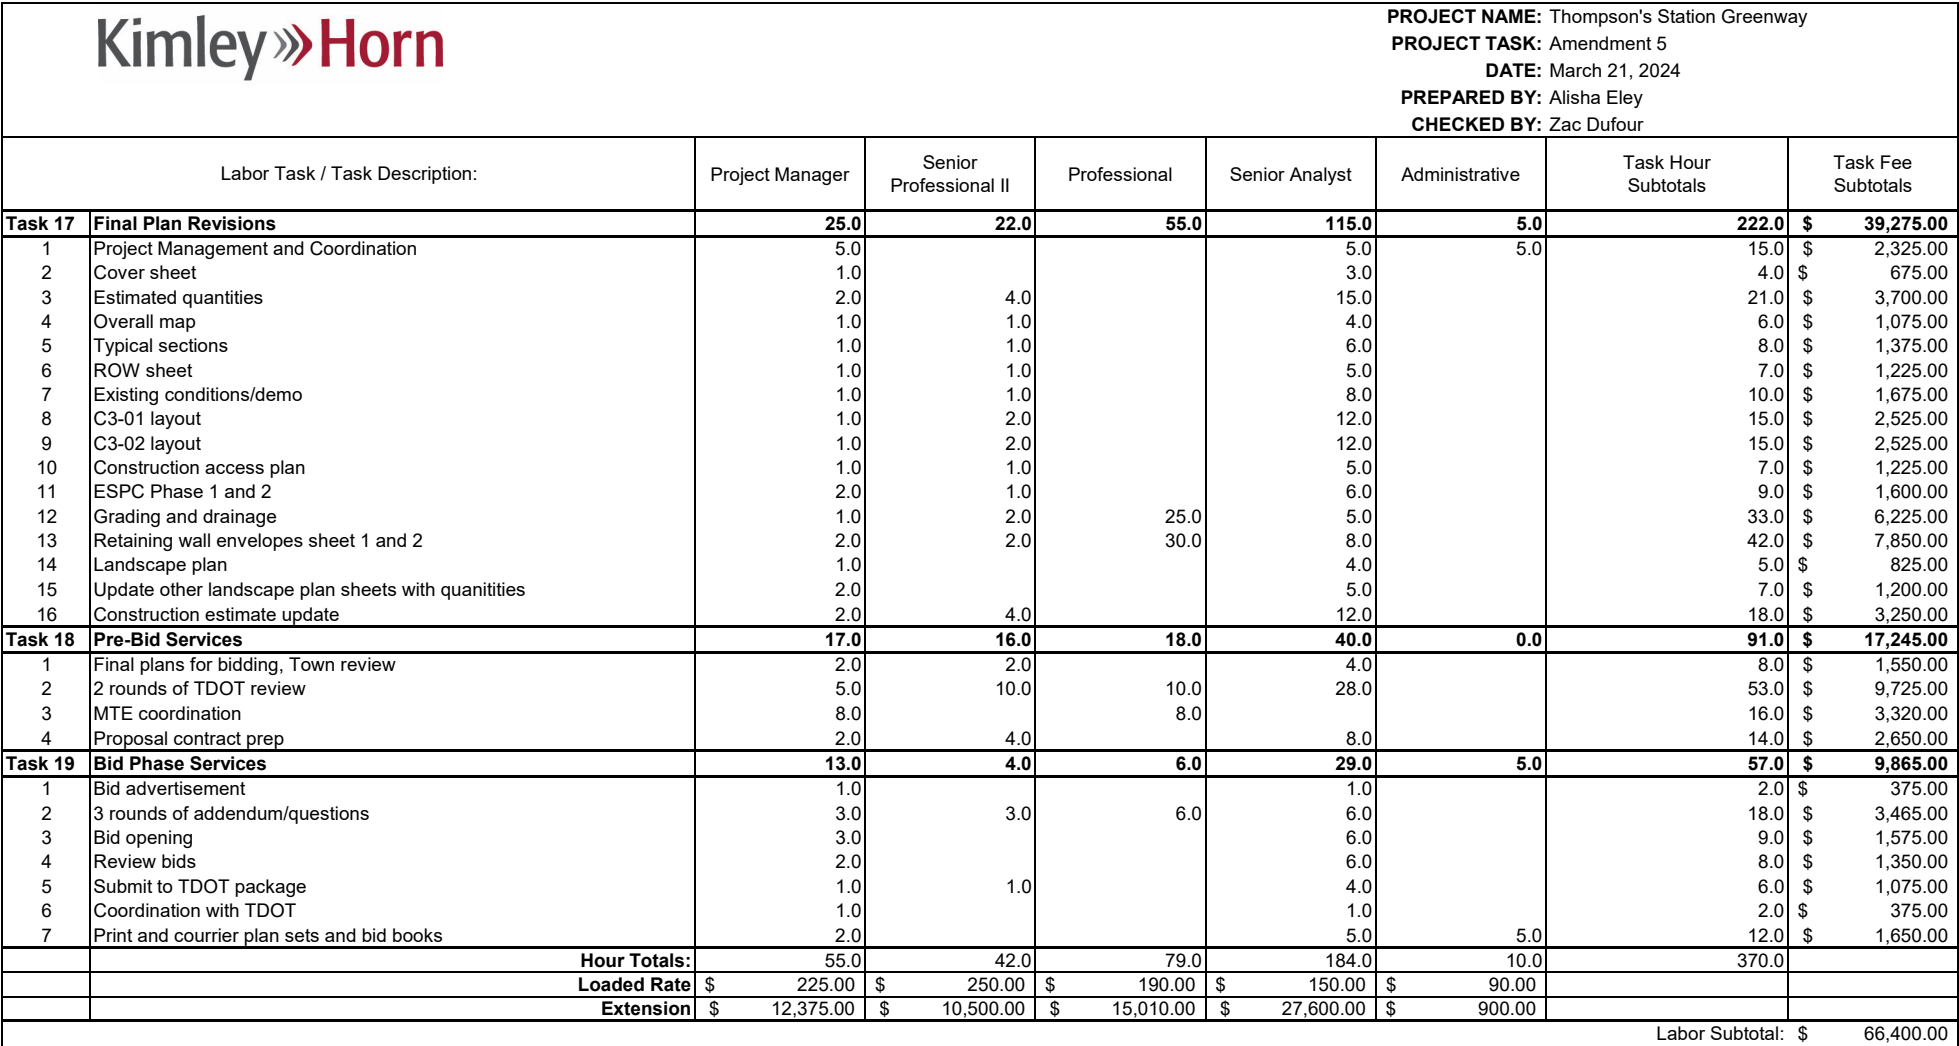 Kimley»Horn
PROJECT NAME: Thompson's Station Greenway
PROJECT TASK: Amendment 5
DATE: March 21, 2024
PREPARED BY: Alisha Eley
CHECKED BY: Zac Dufour
Labor Task / Task Description: Project Manager Senior Professional II Professional Senior Analyst Administrative Task Hour Subtotals Task Fee Subtotals
Task 17 Final Plan Revisions 25.0 22.0 55.0 115.0 5.0 222.0 $ 39,275.00
1 Project Management and Coordination 5.0 5.0 5.0 15.0 $ 2,325.00
2 Cover sheet 1.0 3.0 4.0 $ 675.00
3 Estimated quantities 2.0 4.0 15.0 21.0 $ 3,700.00
4 Overall map 1.0 1.0 4.0 6.0 $ 1,075.00
5 Typical sections 1.0 1.0 6.0 8.0 $ 1,375.00
6 ROW sheet 1.0 1.0 5.0 7.0 $ 1,225.00
7 Existing conditions/demo 1.0 1.0 8.0 10.0 $ 1,675.00
8 C3-01 layout 1.0 2.0 12.0 15.0 $ 2,525.00
9 C3-02 layout 1.0 2.0 12.0 15.0 $ 2,525.00
10 Construction access plan 1.0 1.0 5.0 7.0 $ 1,225.00
11 ESPC Phase 1 and 2 2.0 1.0 6.0 9.0 $ 1,600.00
12 Grading and drainage 1.0 2.0 25.0 5.0 33.0 $ 6,225.00
13 Retaining wall envelopes sheet 1 and 2 2.0 2.0 30.0 8.0 42.0 $ 7,850.00
14 Landscape plan 1.0 4.0 5.0 $ 825.00
15 Update other landscape plan sheets with quanitities 2.0 5.0 7.0 $ 1,200.00
16 Construction estimate update 2.0 4.0 12.0 18.0 $ 3,250.00
Task 18 Pre-Bid Services 17.0 16.0 18.0 40.0 0.0 91.0 $ 17,245.00
1 Final plans for bidding, Town review 2.0 2.0 4.0 8.0 $ 1,550.00
2 2 rounds of TDOT review 5.0 10.0 10.0 28.0 53.0 $ 9,725.00
3 MTE coordination 8.0 8.0 16.0 $ 3,320.00
4 Proposal contract prep 2.0 4.0 8.0 14.0 $ 2,650.00
Task 19 Bid Phase Services 13.0 4.0 6.0 29.0 5.0 57.0 $ 9,865.00
1 Bid advertisement 1.0 1.0 2.0 $ 375.00
2 3 rounds of addendum/questions 3.0 3.0 6.0 6.0 18.0 $ 3,465.00
3 Bid opening 3.0 6.0 9.0 $ 1,575.00
4 Review bids 2.0 6.0 8.0 $ 1,350.00
5 Submit to TDOT package 1.0 1.0 4.0 6.0 $ 1,075.00
6 Coordination with TDOT 1.0 1.0 2.0 $ 375.00
7 Print and courrier plan sets and bid books 2.0 5.0 5.0 12.0 $ 1,650.00
Hour Totals: 55.0 42.0 79.0 184.0 10.0 370.0
Loaded Rate $ 225.00 $ 250.00 $ 190.00 $ 150.00 $ 90.00
Extension $ 12,375.00 $ 10,500.00 $ 15,010.00 $ 27,600.00 $ 900.00
Labor Subtotal: $ 66,400.00